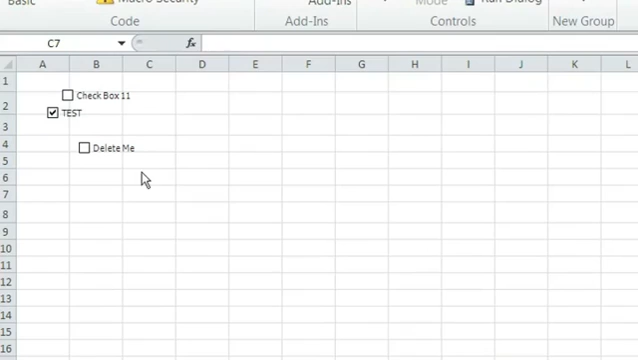 Basic Macro Security Add-Ins Mode Run Dialog
Code Add-Ins Controls New Group
C7 fx
A B C D E F G H I J K L
1
Check Box 11
2
TEST
3
4
Delete Me
5
6
7
8
9
10
11
12
13
14
15
16